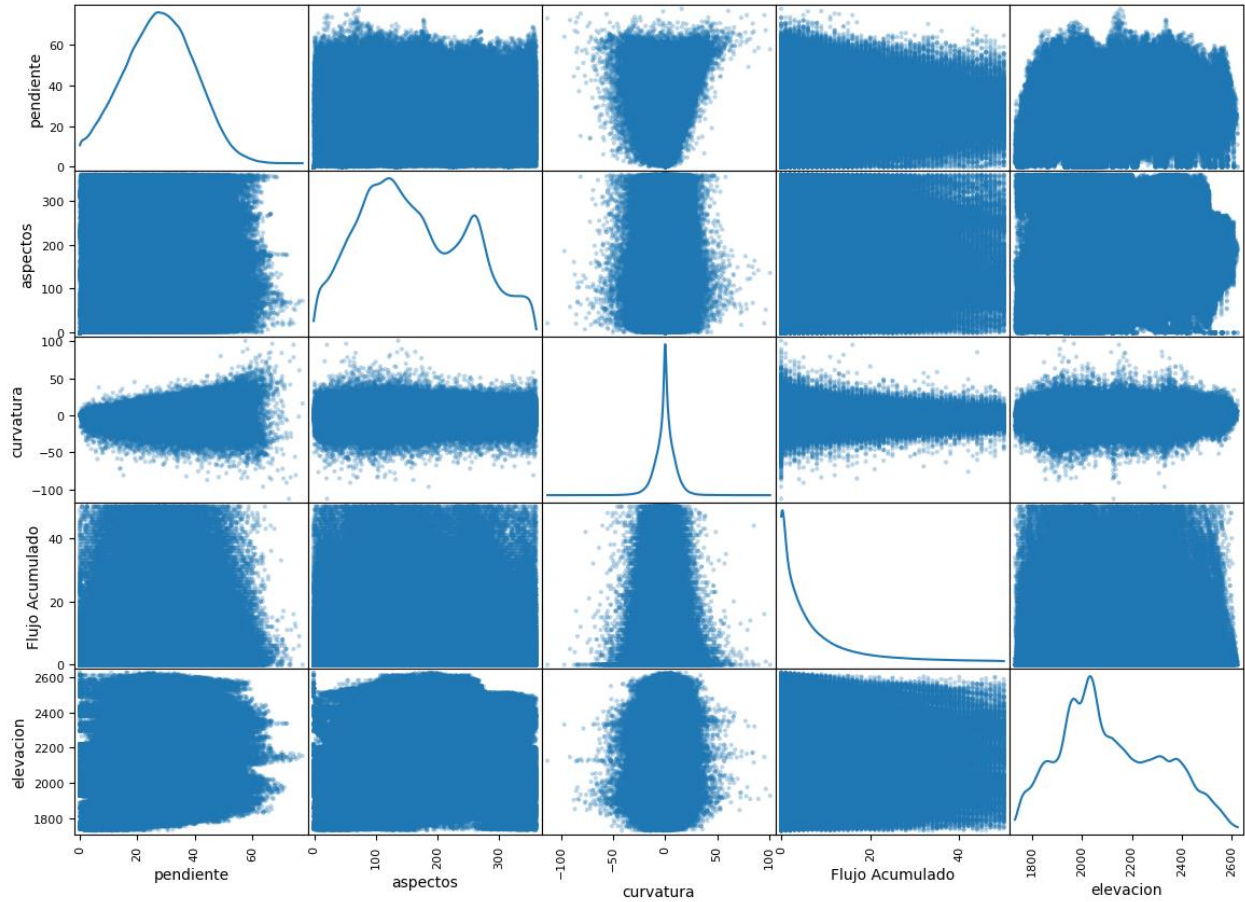 pendiente
60
40
20
0
aspectos
300
200
100
0
curvatura
100
50
0
−50
−100
Flujo Acumulado
40
20
0
elevacion
2600
2400
2200
2000
1800
0 20 40 60
0 100 200 300
−100 −50 0 50 100
0 20 40
1800 2000 2200 2400 2600
pendiente aspectos curvatura Flujo Acumulado elevacion